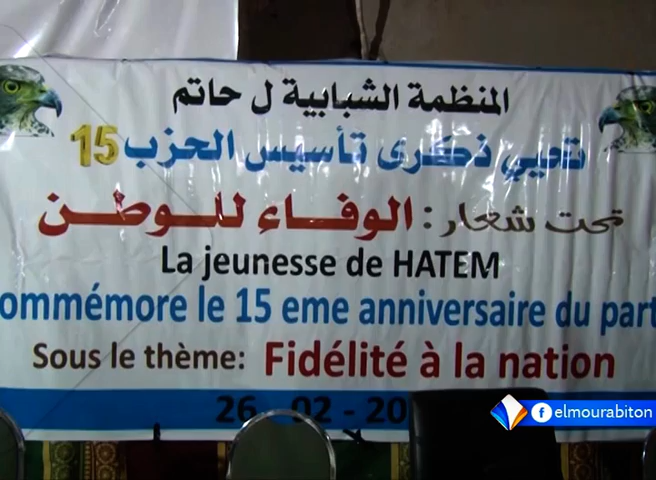 المنظمة الشبابية ل حاتم
تحيي ذكرى تأسيس الحزب 15
تحت شعار : الوفاء للوطن
La jeunesse de HATEM
ommémore le 15 eme anniversaire du part
Sous le thème: Fidélité à la nation
26 - 02 - 20
elmourabiton